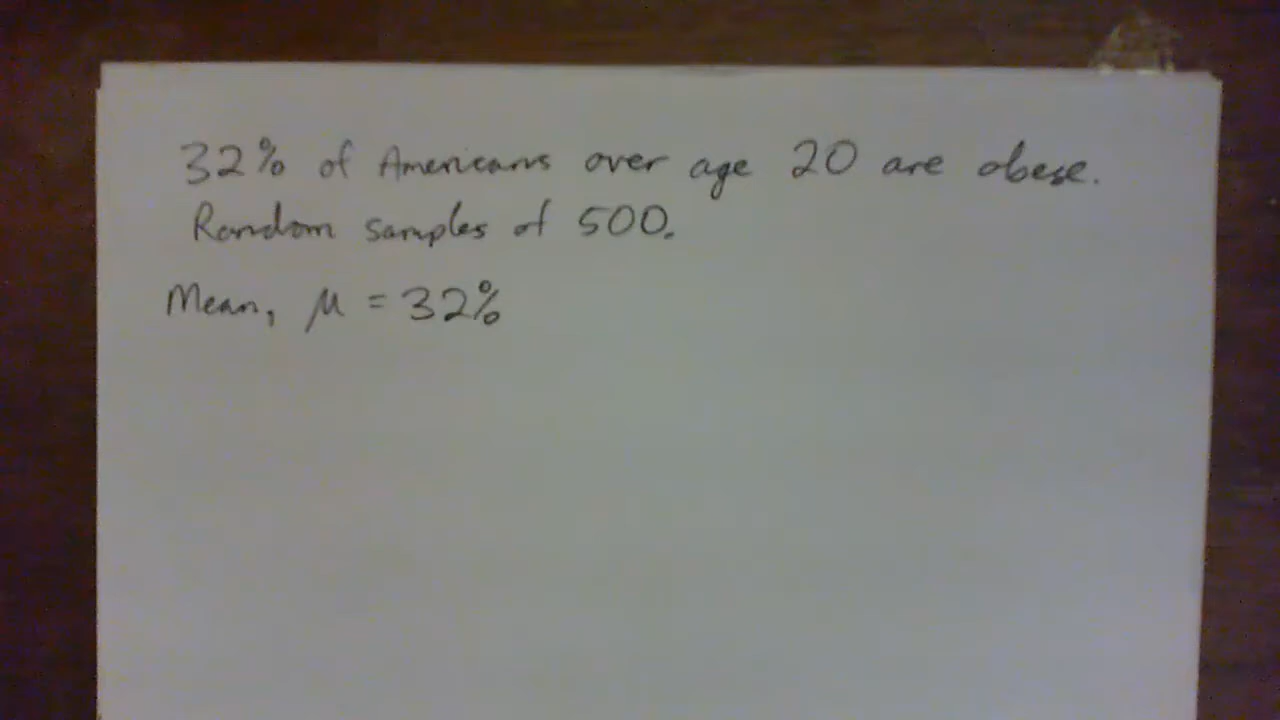 32% of Americans over age 20 are obese.
Random samples of 500.
Mean, μ = 32%